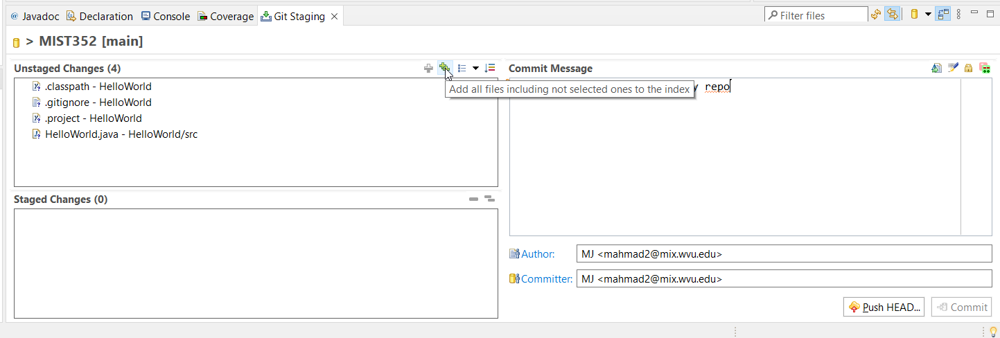 @ Javadoc Declaration Console Coverage Git Staging Filter files
> MIST352 [main]
Unstaged Changes (4)
.classpath - HelloWorld
.gitignore - HelloWorld
.project - HelloWorld
HelloWorld.java - HelloWorld/src
Add all files including not selected ones to the index
Staged Changes (0)
Commit Message
repo
Author: MJ <mahmad2@mix.wvu.edu>
Committer: MJ <mahmad2@mix.wvu.edu>
Push HEAD... Commit